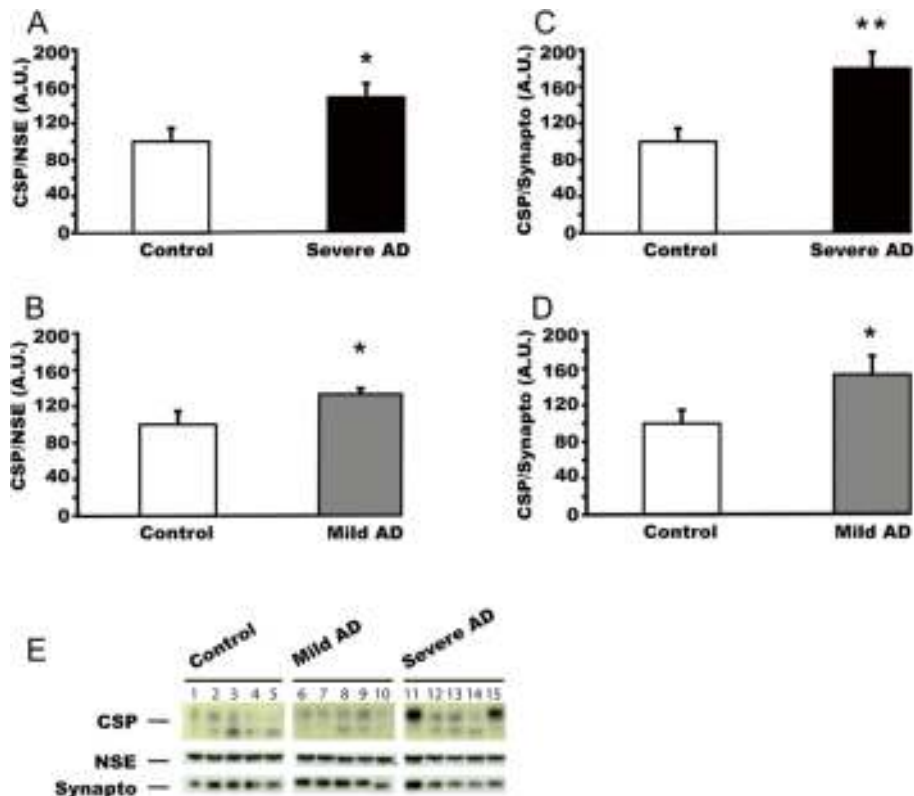 A
CSP/NSE (A.U.)
200
160
120
80
40
0
*
Control
Severe AD
C
CSP/Synapto (A.U.)
200
160
120
80
40
0
**
Control
Severe AD
B
CSP/NSE (A.U.)
200
160
120
80
40
0
*
Control
Mild AD
D
CSP/Synapto (A.U.)
200
160
120
80
40
0
*
Control
Mild AD
E
Control
Mild AD
Severe AD
1 2 3 4 5 6 7 8 9 10 11 12 13 14 15
CSP
NSE
Synapto